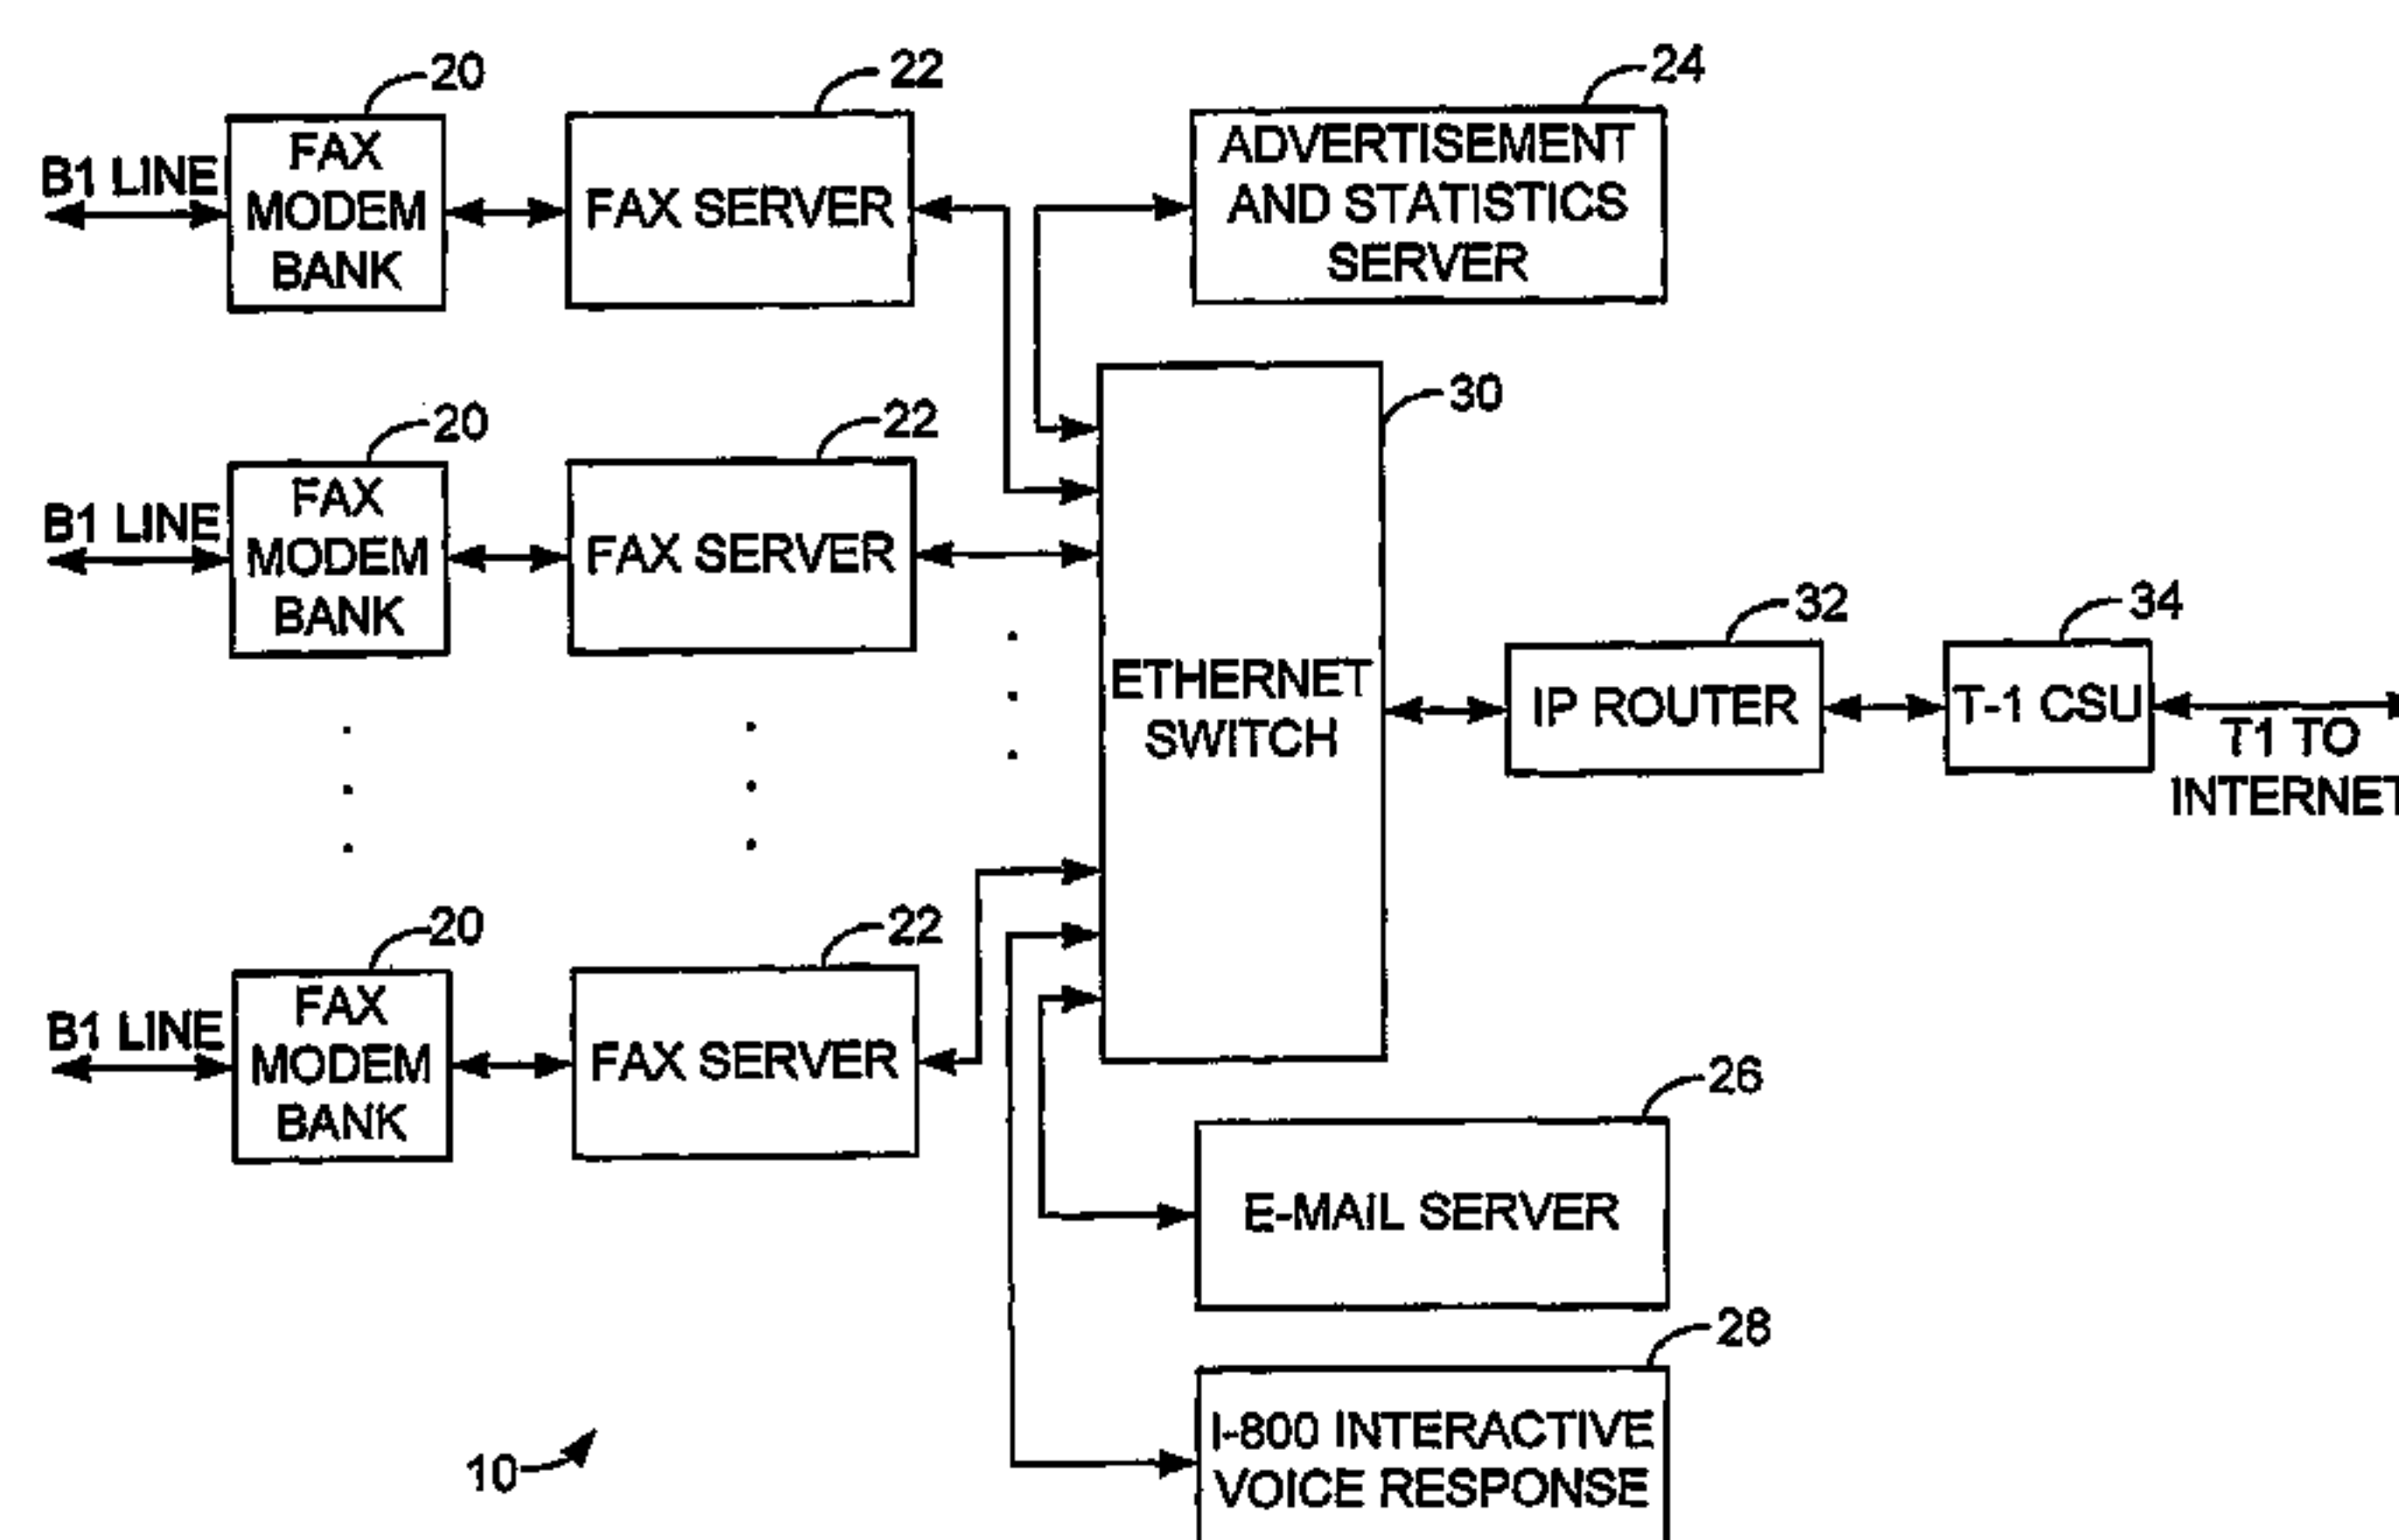 20
22
24
B1 LINE
FAX
MODEM
BANK
FAX SERVER
ADVERTISEMENT
AND STATISTICS
SERVER
30
20
22
B1 LINE
FAX
MODEM
BANK
FAX SERVER
ETHERNET
SWITCH
32
IP ROUTER
34
T-1 CSU
T1 TO
INTERNET
20
22
B1 LINE
FAX
MODEM
BANK
FAX SERVER
26
E-MAIL SERVER
28
I-800 INTERACTIVE
VOICE RESPONSE
10